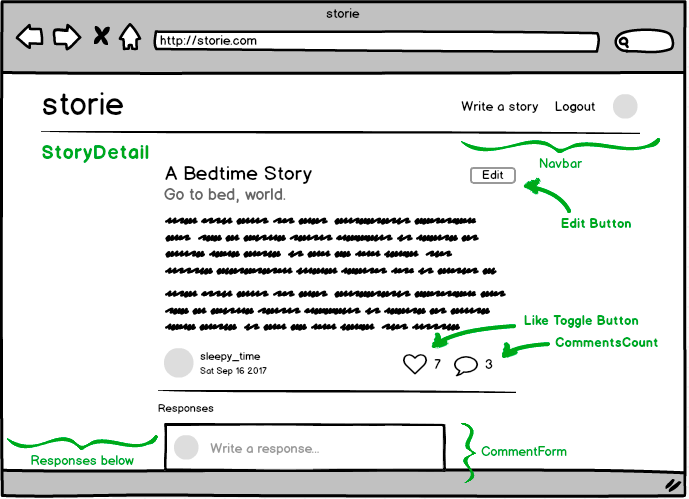 storie
http://storie.com
storie
Write a story Logout
StoryDetail
Navbar
A Bedtime Story
Edit
Go to bed, world.
Edit Button
Like Toggle Button
CommentsCount
sleepy_time
Sat Sep 16 2017
7
3
Responses
Write a response...
CommentForm
Responses below